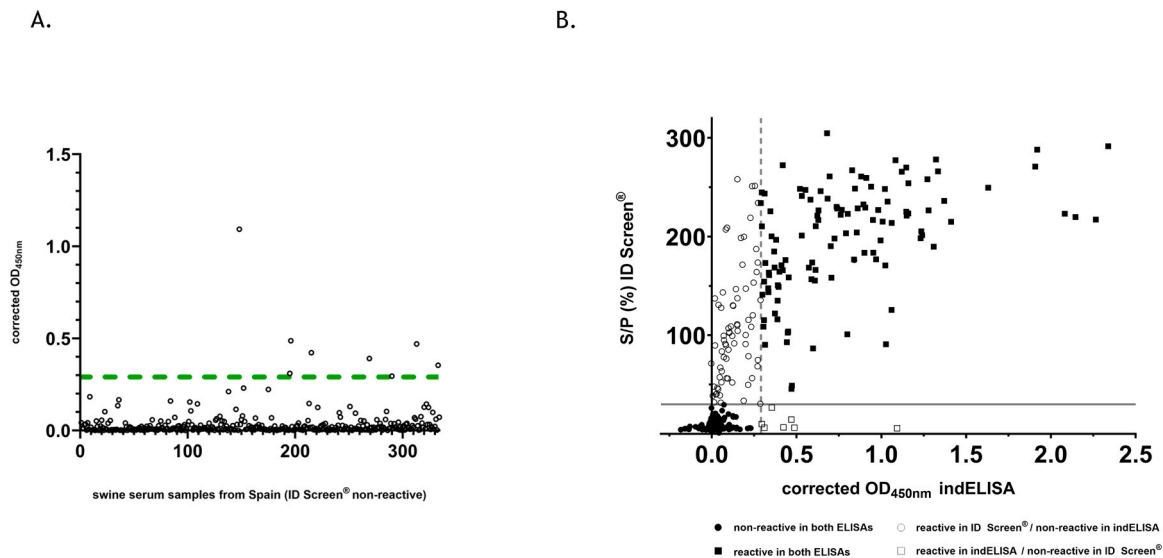 A.
B.
1.5
1.0
0.5
0.0
corrected OD450nm
0
100
200
300
swine serum samples from Spain (ID Screen® non-reactive)
300
200
100
S/P (%) ID Screen®
0.0
0.5
1.0
1.5
2.0
2.5
corrected OD450nm indELISA
non-reactive in both ELISAs
reactive in ID Screen® / non-reactive in indELISA
reactive in both ELISAs
reactive in indELISA / non-reactive in ID Screen®